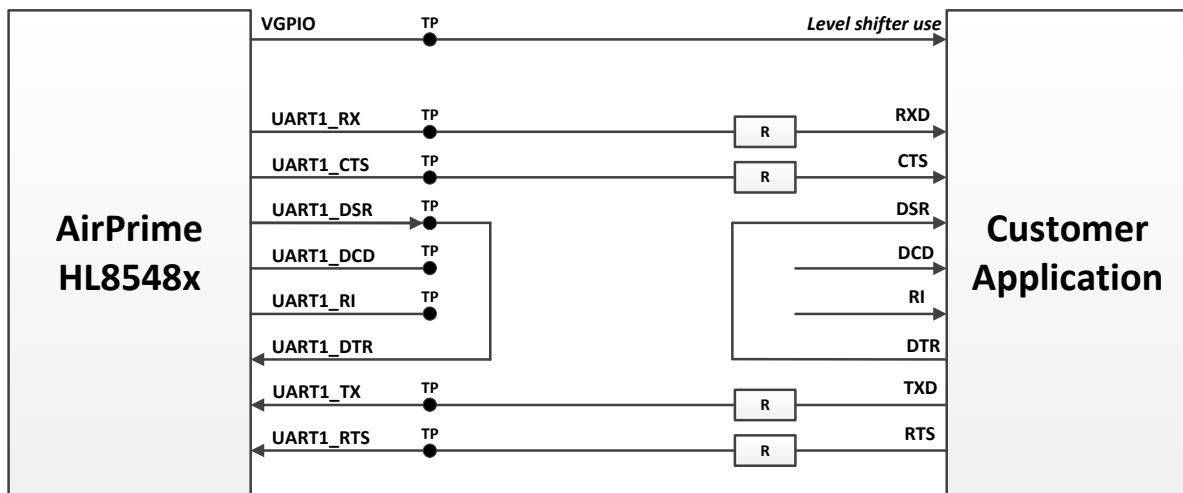 VGPIO TP Level shifter use
UART1_RX TP R RXD
UART1_CTS TP R CTS
UART1_DSR TP DSR
AirPrime
HL8548x
Customer
Application
UART1_DCD TP DCD
UART1_RI TP RI
UART1_DTR DTR
UART1_TX TP R TXD
UART1_RTS TP R RTS